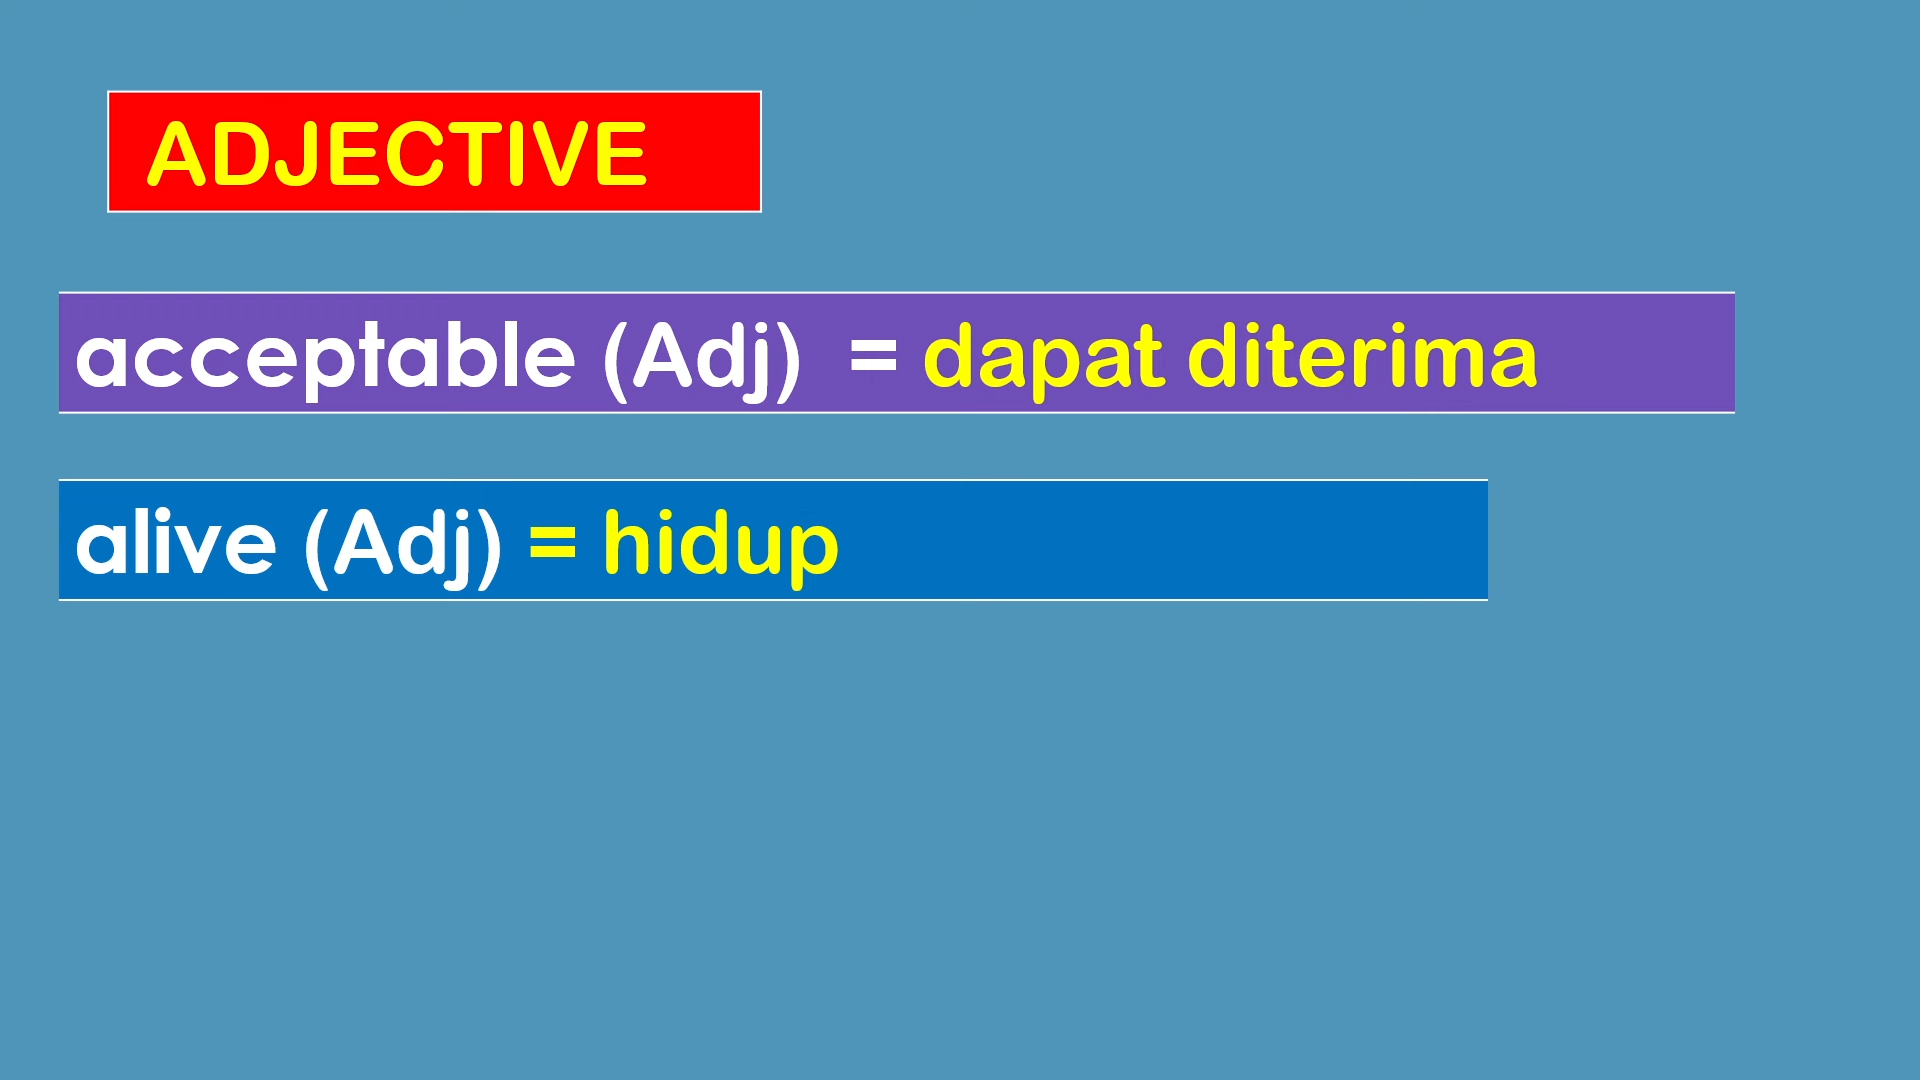 ADJECTIVE
acceptable (Adj) = dapat diterima
alive (Adj) = hidup